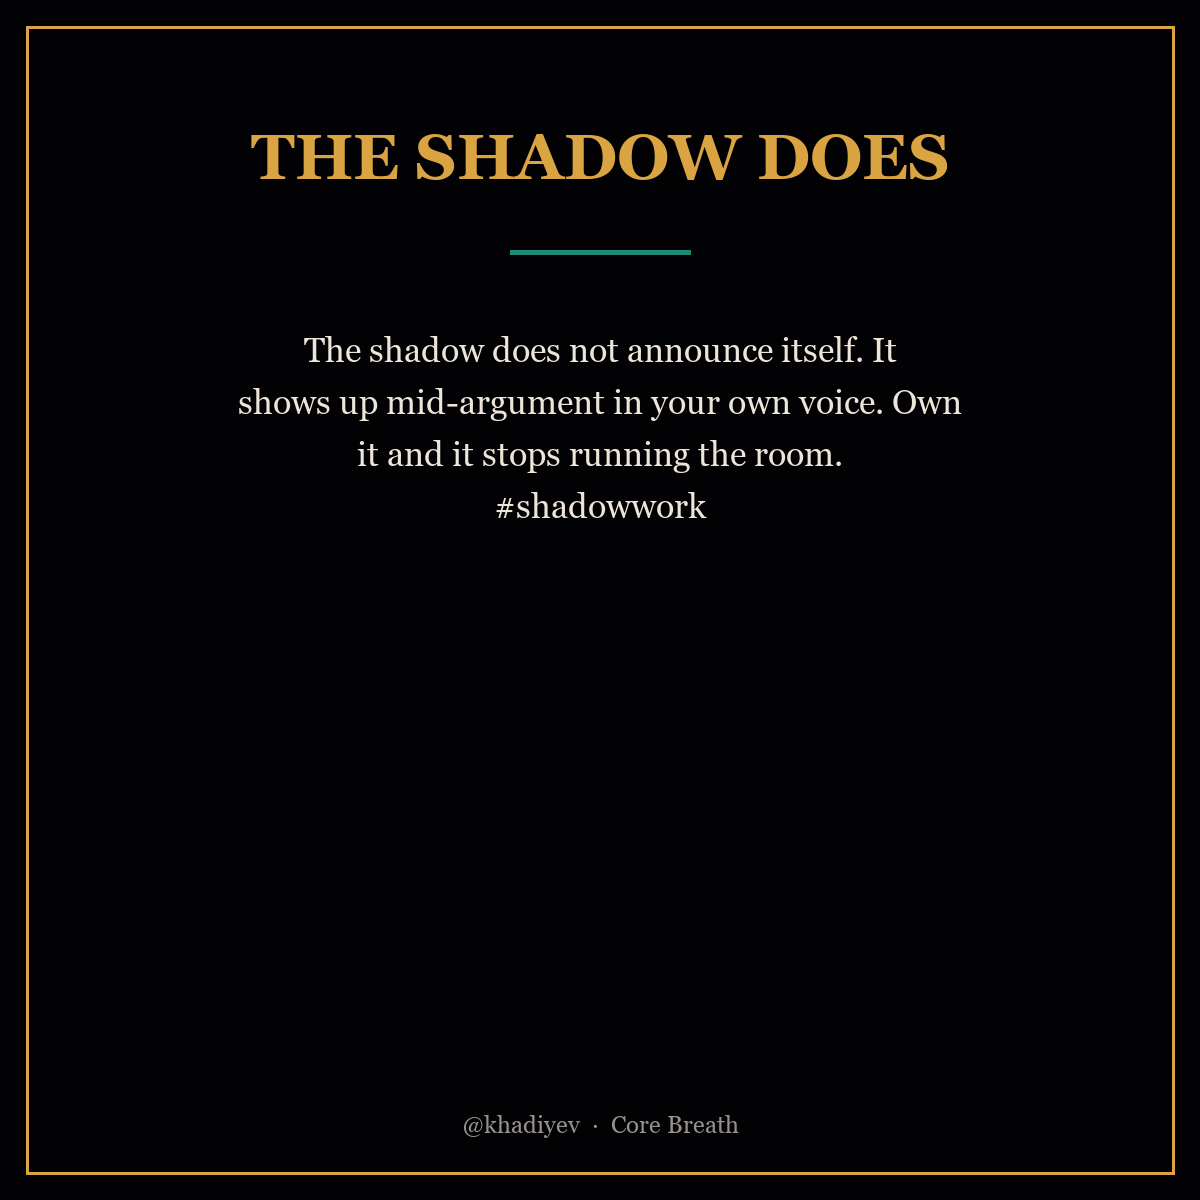 THE SHADOW DOES
The shadow does not announce itself. It
shows up mid-argument in your own voice. Own
it and it stops running the room.
#shadowwork
@khadiyev · Core Breath